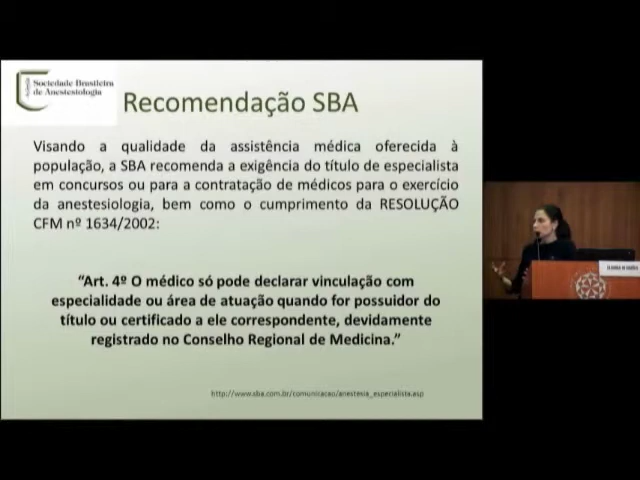 Sociedade Brasileira
de Anestesiologia
Recomendação SBA
Visando a qualidade da assistência médica oferecida à
população, a SBA recomenda a exigência do título de especialista
em concursos ou para a contratação de médicos para o exercício
da anestesiologia, bem como o cumprimento da RESOLUÇÃO
CFM nº 1634/2002:
“Art. 4º O médico só pode declarar vinculação com
especialidade ou área de atuação quando for possuidor do
título ou certificado a ele correspondente, devidamente
registrado no Conselho Regional de Medicina.”
http://www.sba.com.br/comunicacao/anestesia_especialista.asp